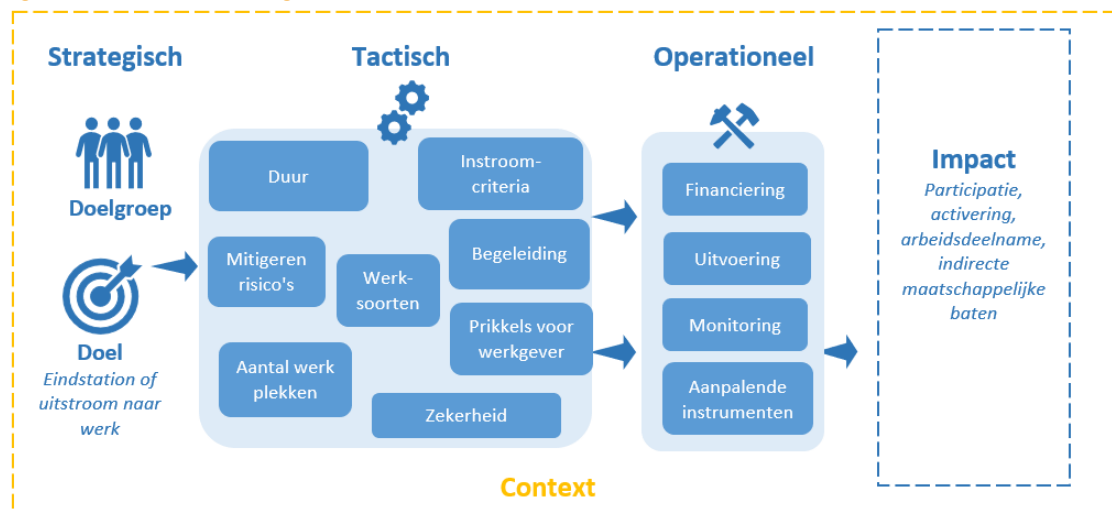 Strategisch
Doelgroep
Doel
Eindstation of
uitstroom naar
werk
Tactisch
Duur
Instroom-
criteria
Mitigeren
risico's
Werk-
soorten
Begeleiding
Prikkels voor
werkgever
Aantal werk
plekken
Zekerheid
Operationeel
Financiering
Uitvoering
Monitoring
Aanpalende
instrumenten
Impact
Participatie,
activering,
arbeidsdeelname,
indirecte
maatschappelijke
baten
Context